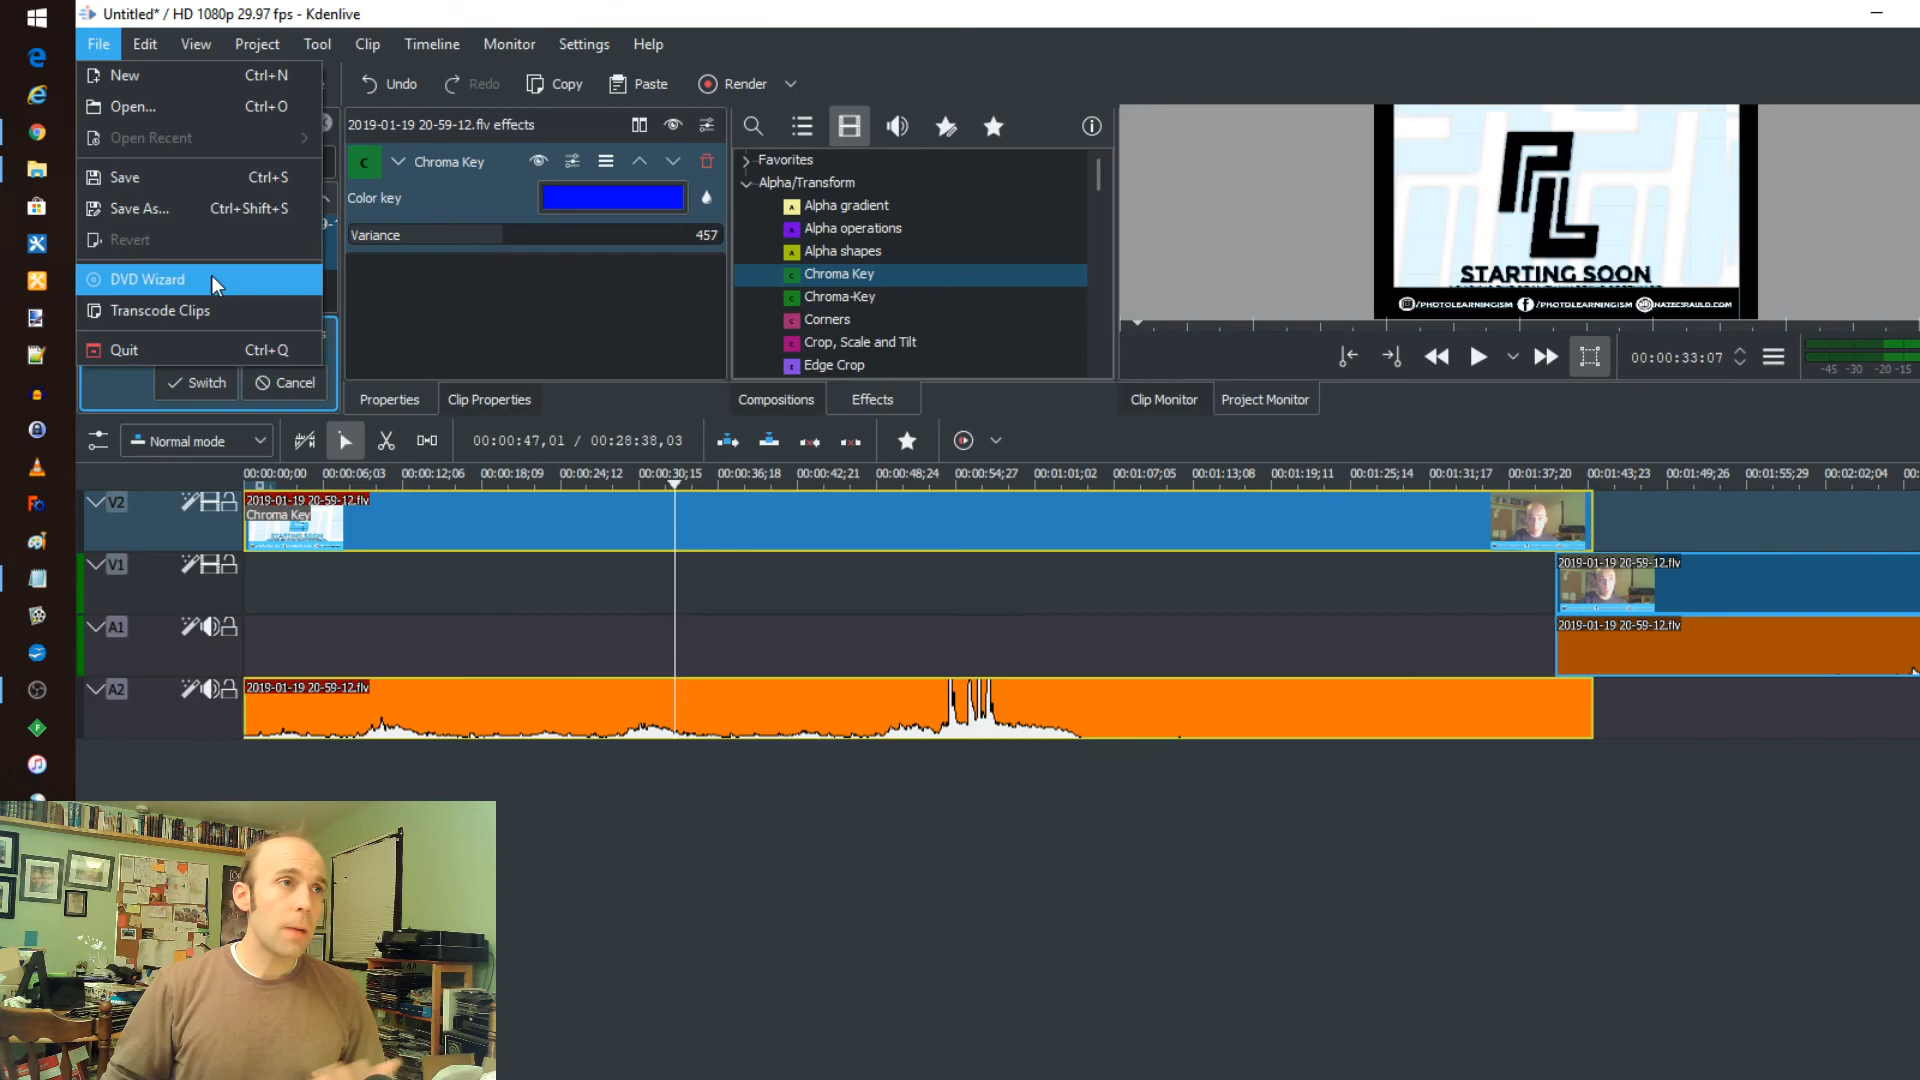 Untitled* / HD 1080p 29.97 fps - Kdenlive
File Edit View Project Tool Clip Timeline Monitor Settings Help
New Ctrl+N
Open... Ctrl+O
Open Recent
Save Ctrl+S
Save As... Ctrl+Shift+S
Revert
DVD Wizard
Transcode Clips
Quit Ctrl+Q
Switch Cancel
Undo Redo Copy Paste Render
2019-01-19 20-59-12.flv effects
C Chroma Key
Color key
Variance 457
Properties Clip Properties
Favorites
Alpha/Transform
Alpha gradient
Alpha operations
Alpha shapes
Chroma Key
Chroma-Key
Corners
Crop, Scale and Tilt
Edge Crop
Compositions Effects
STARTING SOON
/PHOTOLEARNINGISM /PHOTOLEARNINGISM
00:00:33:07
-45 -30 -20 -15
Clip Monitor Project Monitor
Normal mode 00:00:47,01 / 00:28:38,03
00:00:00,00 00:00:06;03 00:00:12;06 00:00:18;09 00:00:24;12 00:00:30;15 00:00:36;18 00:00:42;21 00:00:48;24 00:00:54;27 00:01:01;02 00:01:07;05 00:01:13;08 00:01:19;11 00:01:25;14 00:01:31;17 00:01:37;20 00:01:43;23 00:01:49;26 00:01:55;29 00:02:02;04
V2 2019-01-19 20-59-12.flv
Chroma Key
STARTING SOON
V1 2019-01-19 20-59-12.flv
A1 2019-01-19 20-59-12.flv
A2 2019-01-19 20-59-12.flv